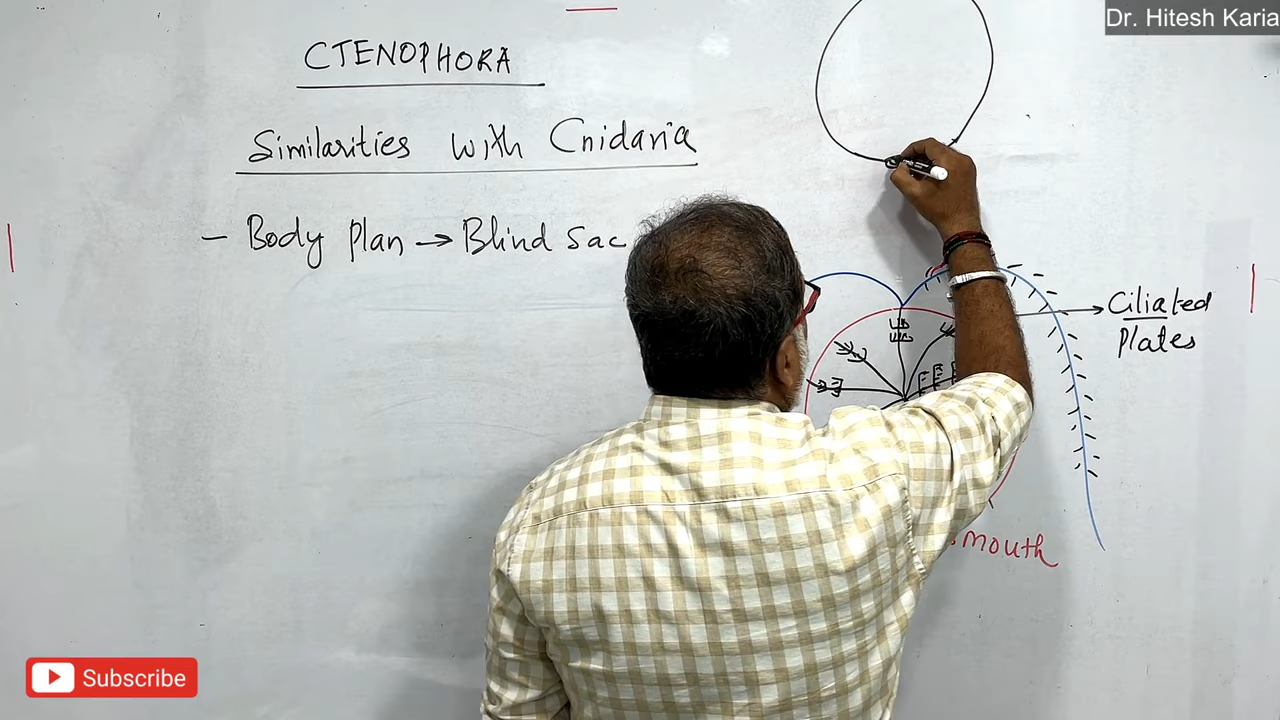 Dr. Hitesh Karia
CTENOPHORA
Similarities with Cnidaria
- Body plan → Blind sac
Ciliated
plates
mouth
Subscribe